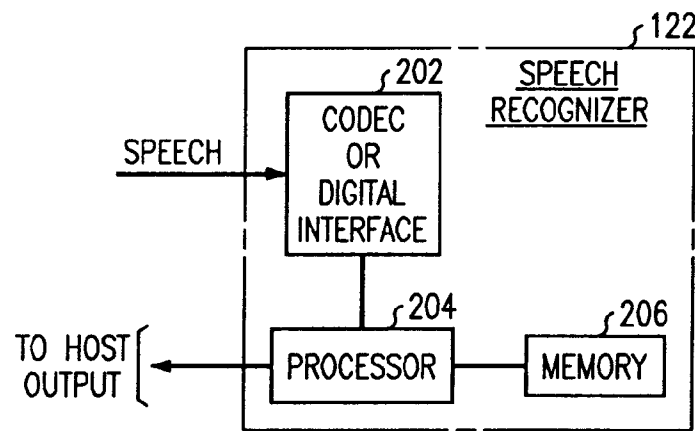 122
SPEECH
RECOGNIZER
202
CODEC
OR
DIGITAL
INTERFACE
SPEECH
204
PROCESSOR
206
MEMORY
TO HOST
OUTPUT